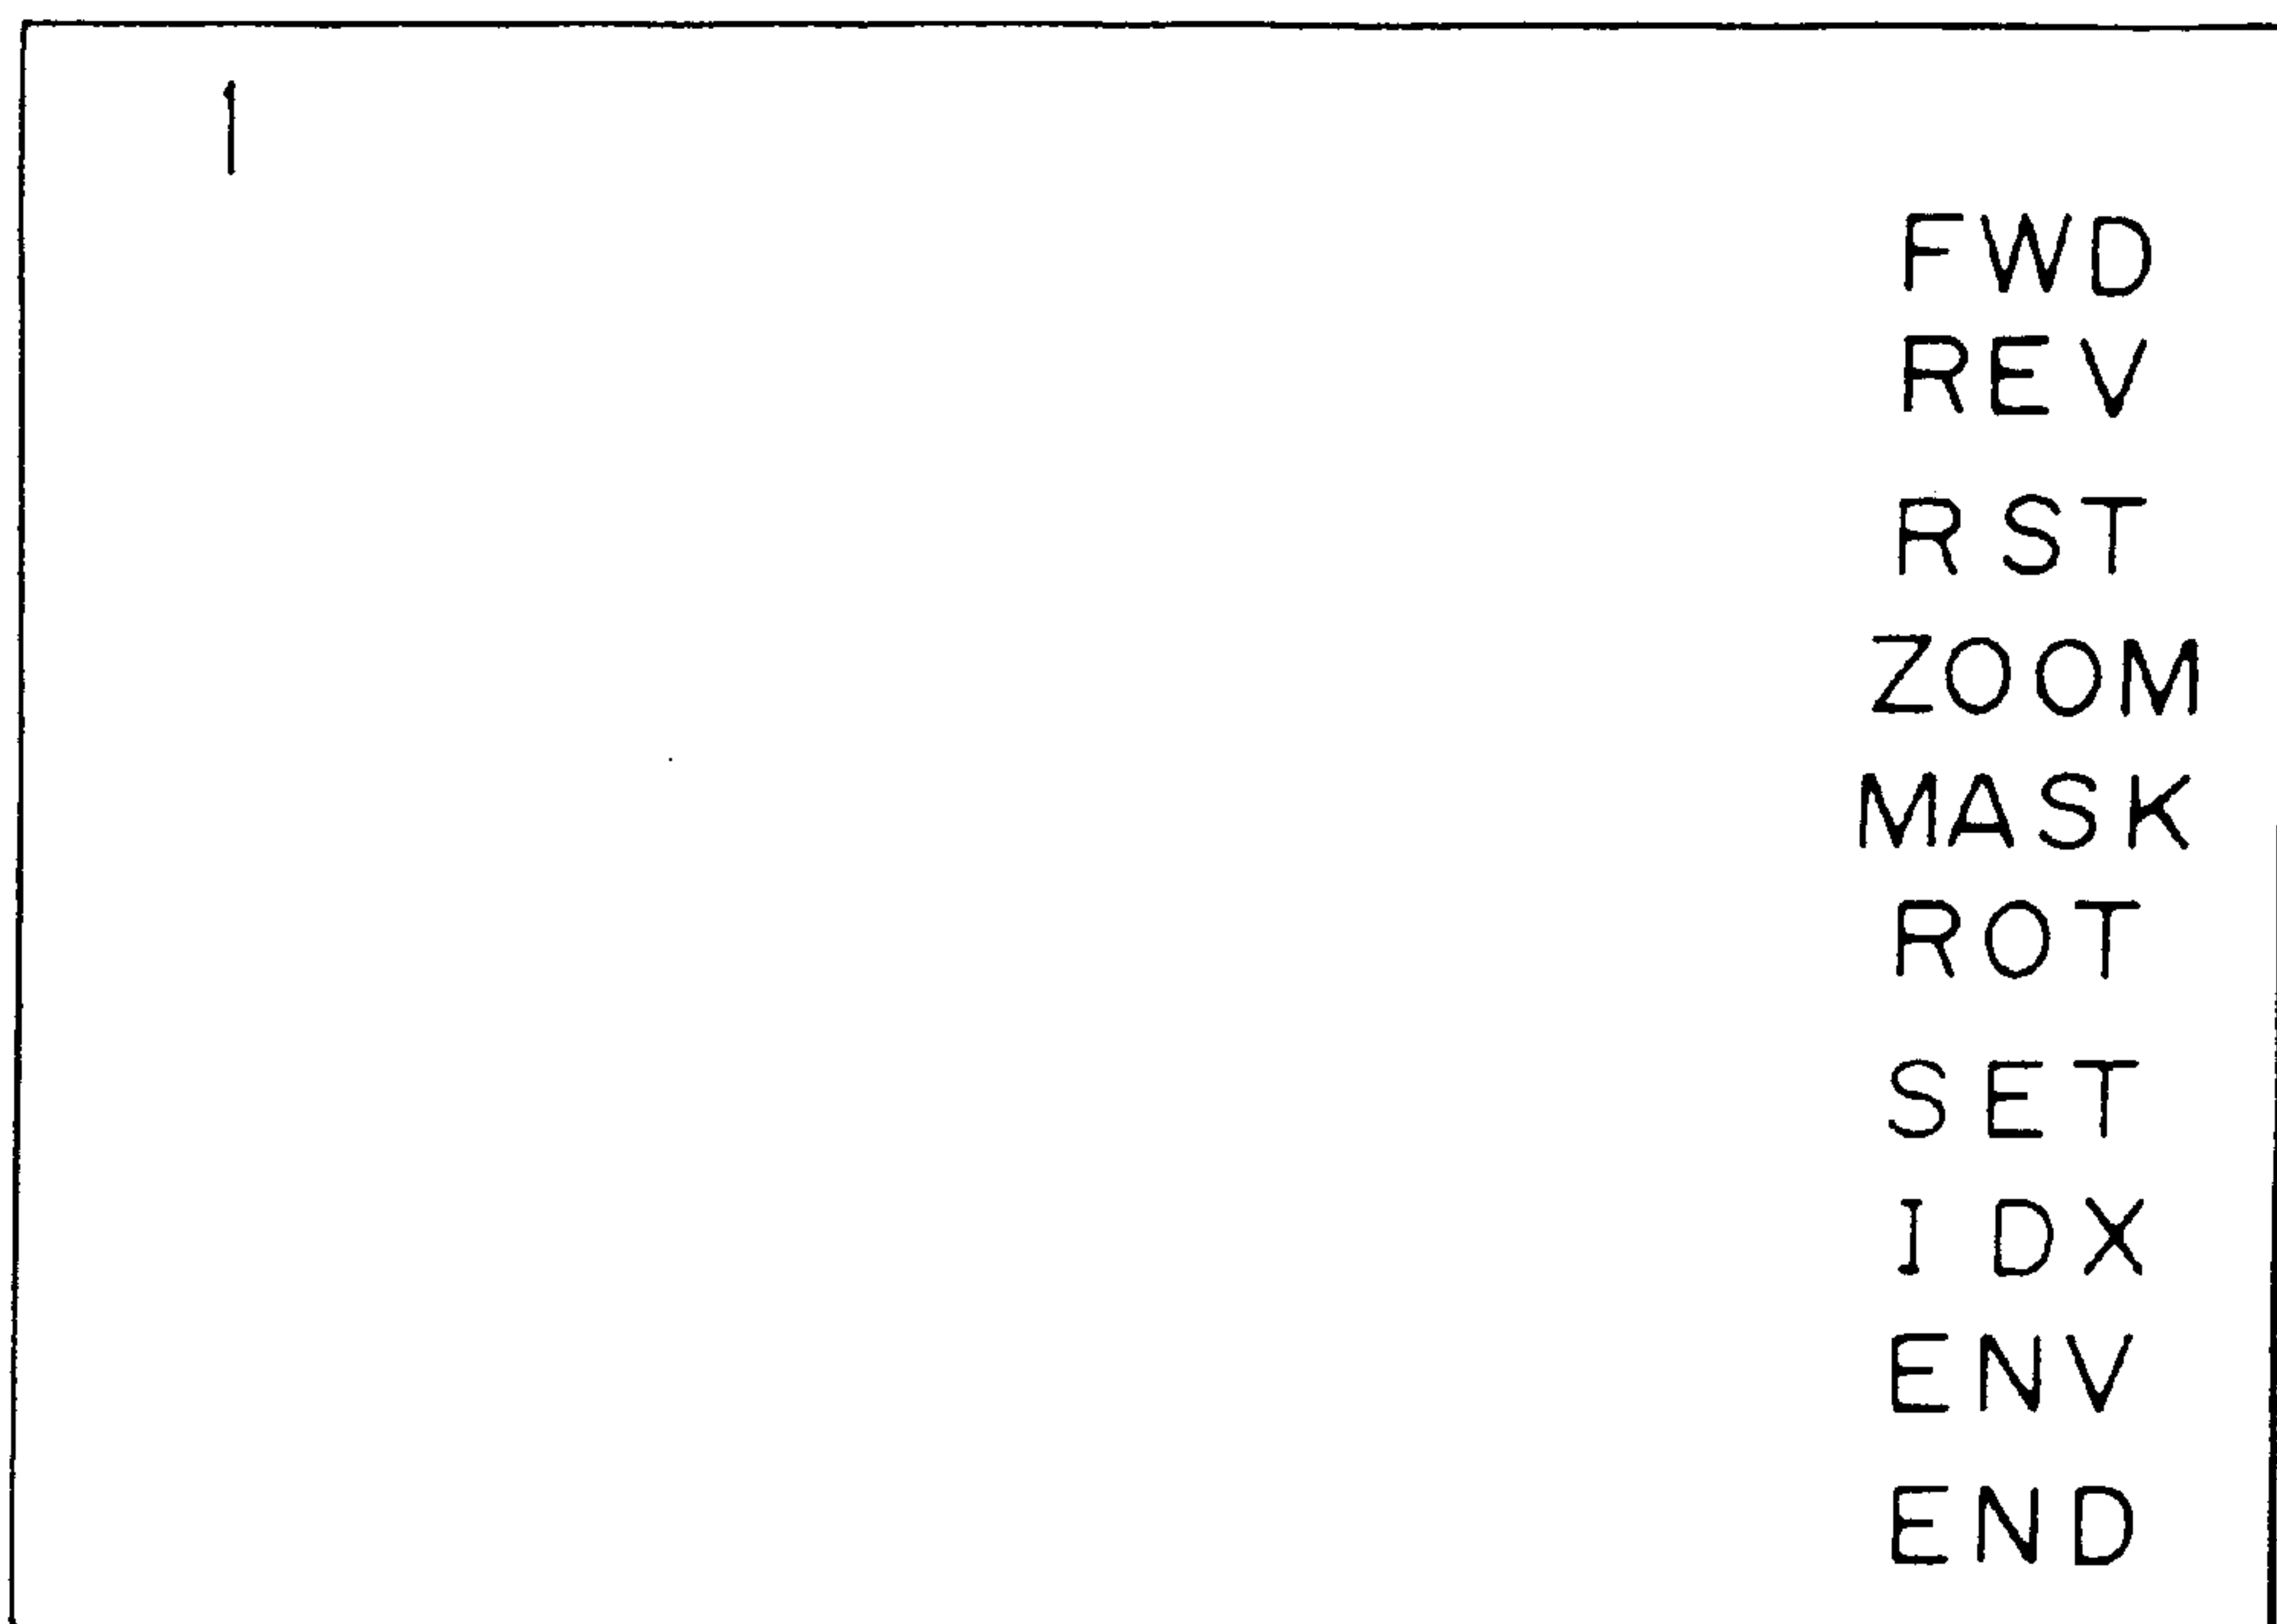 1
FWD
REV
RST
ZOOM
MASK
ROT
SET
IDX
ENV
END